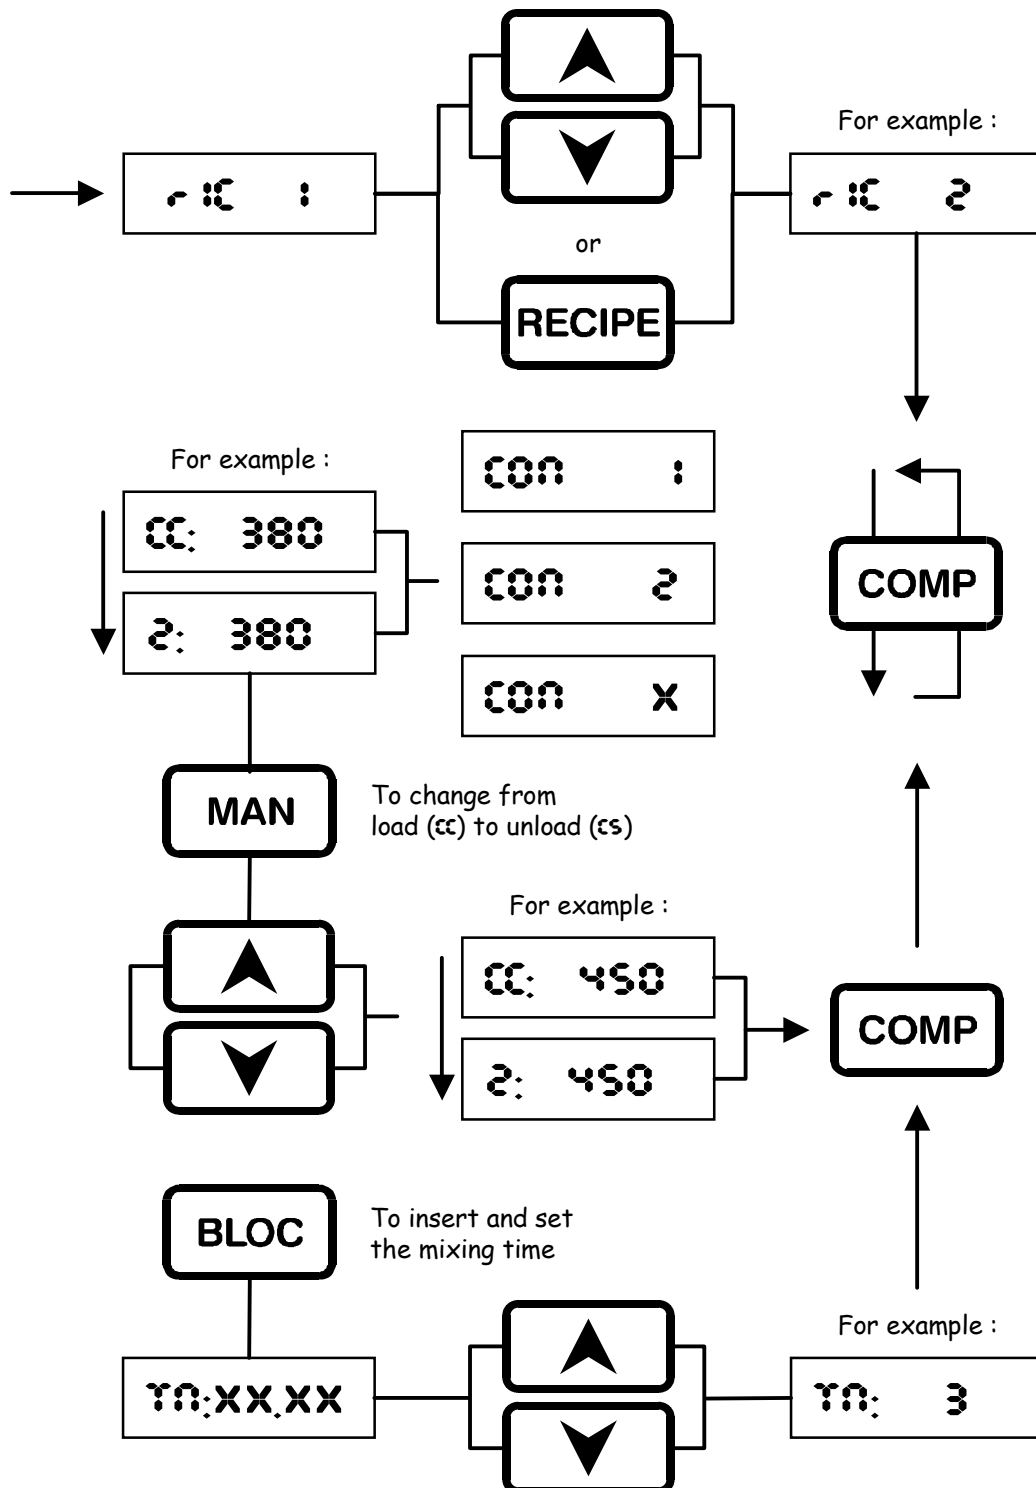 For example :
riC 1
riC 2
or
RECIPE
For example :
CC: 380
2: 380
COn 1
COn 2
COn X
COMP
MAN
To change from
load (CC) to unload (CS)
For example :
CC: 450
2: 450
COMP
BLOC
To insert and set
the mixing time
For example :
Tn:XX.XX
Tn: 3